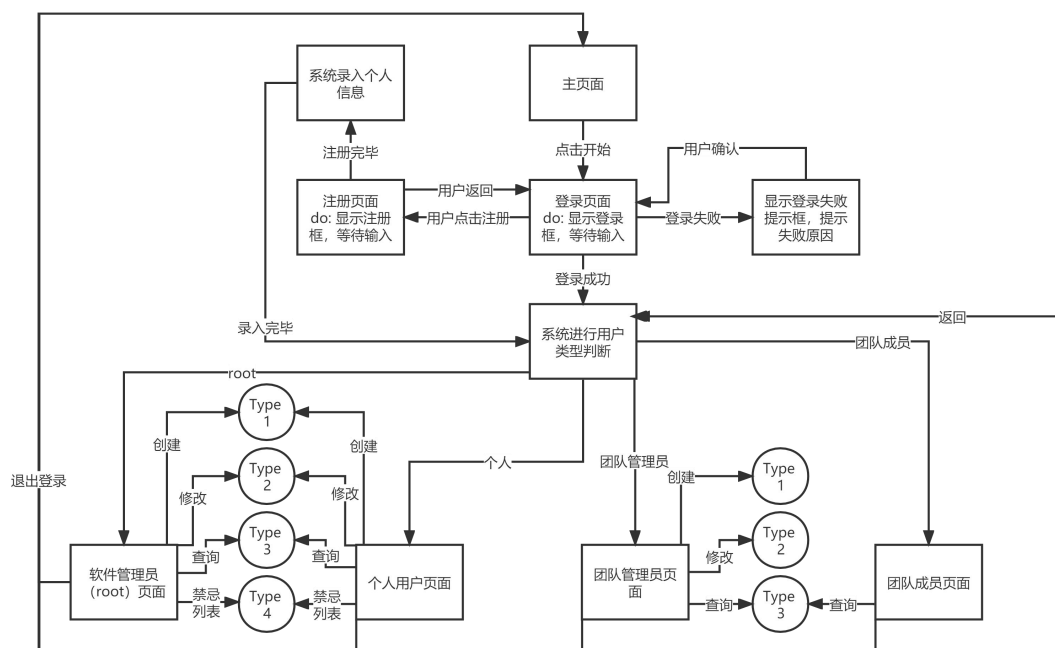 系统录入个人
信息
主页面
注册完毕
点击开始
用户确认
注册页面
do: 显示注册
框，等待输入
用户返回
用户点击注册
登录页面
do: 显示登录
框，等待输入
登录失败
显示登录失败
提示框，提示
失败原因
登录成功
录入完毕
系统进行用户
类型判断
返回
团队成员
root
Type
1
创建
创建
退出登录
Type
2
修改
修改
个人
团队管理员
创建
Type
1
Type
3
查询
查询
Type
2
修改
软件管理员
（root）页面
禁忌
列表
Type
4
禁忌
列表
个人用户页面
团队管理员页
面
查询
Type
3
查询
团队成员页面